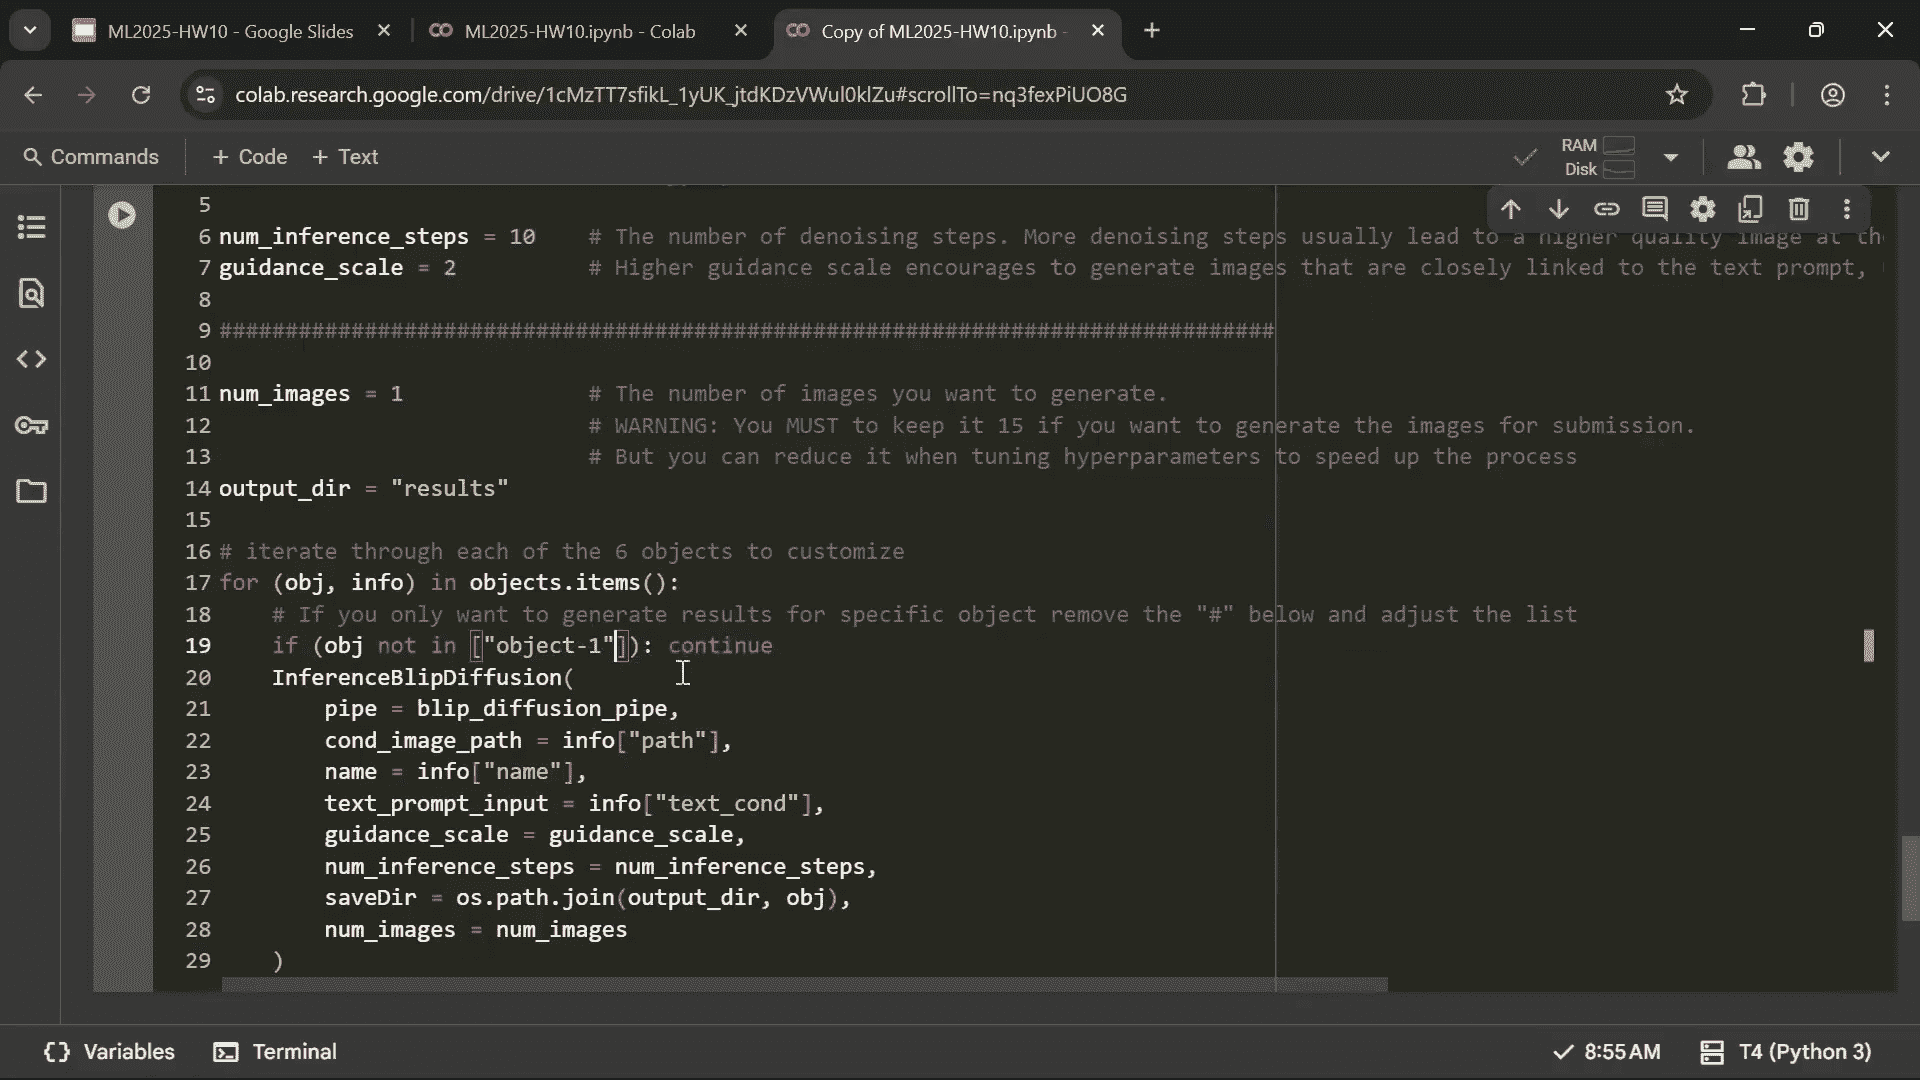 ML2025-HW10 - Google Slides
ML2025-HW10.ipynb - Colab
Copy of ML2025-HW10.ipynb -
colab.research.google.com/drive/1cMzTT7sfikL_1yUK_jtdKDzVWul0klZu#scrollTo=nq3fexPiUO8G
Commands + Code + Text
RAM
Disk
5
6 num_inference_steps = 10 # The number of denoising steps. More denoising steps usually lead to a higher quality image at the
7 guidance_scale = 2 # Higher guidance scale encourages to generate images that are closely linked to the text prompt,
8
9 ################################################################################
10
11 num_images = 1 # The number of images you want to generate.
12 # WARNING: You MUST to keep it 15 if you want to generate the images for submission.
13 # But you can reduce it when tuning hyperparameters to speed up the process
14 output_dir = "results"
15
16 # iterate through each of the 6 objects to customize
17 for (obj, info) in objects.items():
18 # If you only want to generate results for specific object remove the "#" below and adjust the list
19 if (obj not in ["object-1"]): continue
20 InferenceBlipDiffusion(
21 pipe = blip_diffusion_pipe,
22 cond_image_path = info["path"],
23 name = info["name"],
24 text_prompt_input = info["text_cond"],
25 guidance_scale = guidance_scale,
26 num_inference_steps = num_inference_steps,
27 saveDir = os.path.join(output_dir, obj),
28 num_images = num_images
29 )
Variables Terminal 8:55 AM T4 (Python 3)